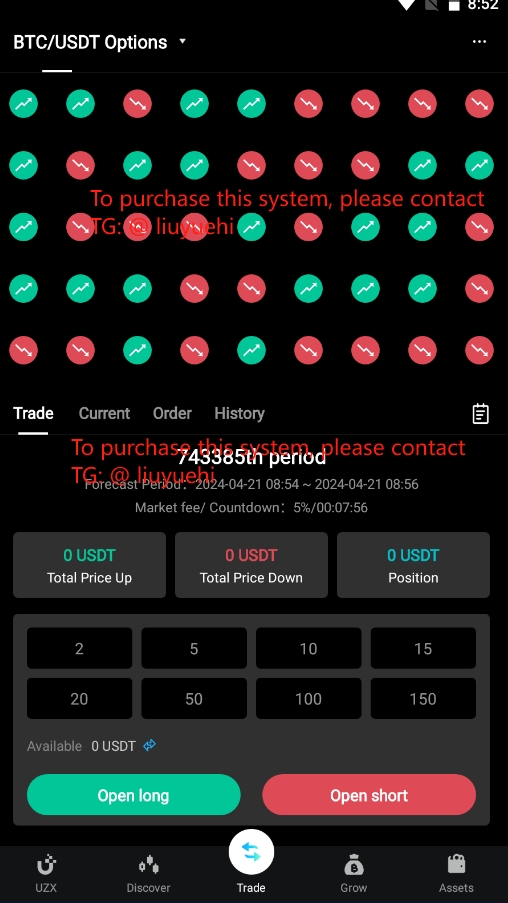 8:52
BTC/USDT Options
To purchase this system, please contact
TG: @ liuyuehi
Trade Current Order History
To purchase this system, please contact
TG: @ liuyuehi
743385th period
Forecast Period: 2024-04-21 08:54 ~ 2024-04-21 08:56
Market fee/ Countdown: 5%/00:07:56
0 USDT 0 USDT 0 USDT
Total Price Up Total Price Down Position
2 5 10 15
20 50 100 150
Available 0 USDT
Open long Open short
UZX Discover Trade Grow Assets